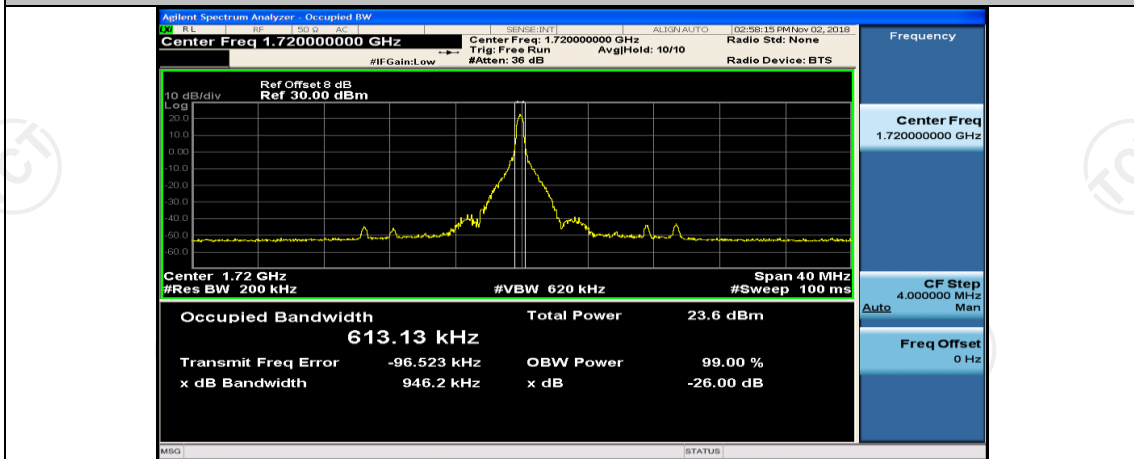 Agilent Spectrum Analyzer - Occupied BW
LXI RL RF 50 Ω AC SENSE:INT ALIGN AUTO 02:58:15 PM Nov 02, 2018
Center Freq 1.720000000 GHz
Center Freq: 1.720000000 GHz
Radio Std: None
Trig: Free Run Avg|Hold: 10/10
#IFGain:Low
#Atten: 36 dB
Radio Device: BTS
Frequency
Ref Offset 8 dB
10 dB/div Ref 30.00 dBm
Log
20.0
10.0
0.00
-10.0
-20.0
-30.0
-40.0
-50.0
-60.0
Center 1.72 GHz Span 40 MHz
#Res BW 200 kHz #VBW 620 kHz #Sweep 100 ms
Occupied Bandwidth Total Power 23.6 dBm
613.13 kHz
Transmit Freq Error -96.523 kHz OBW Power 99.00 %
x dB Bandwidth 946.2 kHz x dB -26.00 dB
Center Freq
1.720000000 GHz
CF Step
4.000000 MHz
Auto Man
Freq Offset
0 Hz
MSG STATUS
TCT